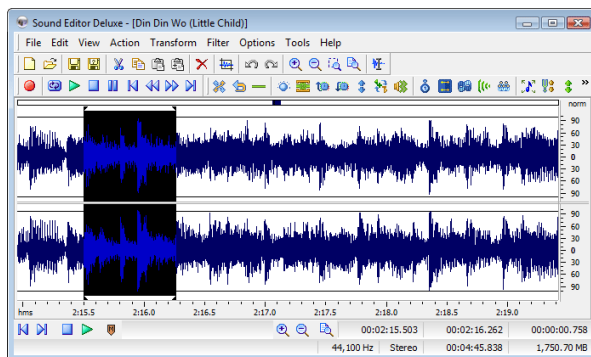 Sound Editor Deluxe - [Din Din Wo (Little Child)]
File Edit View Action Transform Filter Options Tools Help
norm
90
60
30
0
30
60
90
90
60
30
0
30
60
90
hms 2:15.5 2:16.0 2:16.5 2:17.0 2:17.5 2:18.0 2:18.5 2:19.0
00:02:15.503 00:02:16.262 00:00:00.758
44,100 Hz Stereo 00:04:45.838 1,750.70 MB